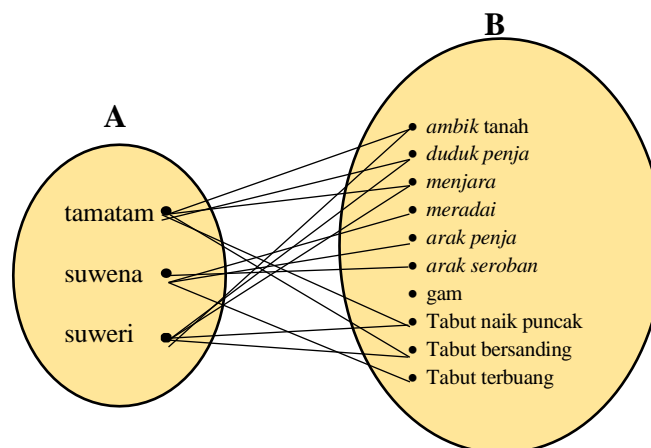 B
A
ambik tanah
duduk penja
menjara
meradai
arak penja
arak seroban
gam
Tabut naik puncak
Tabut bersanding
Tabut terbuang
tamatam
suwena
suweri